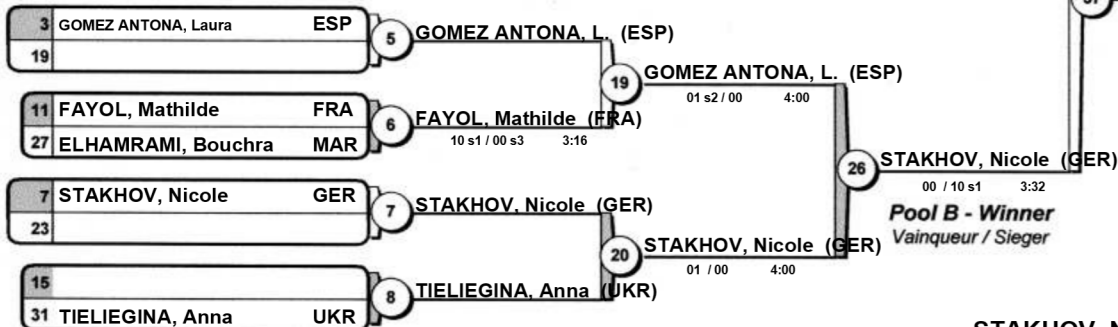 3 GOMEZ ANTONA, Laura ESP
19
5 GOMEZ ANTONA, L. (ESP)
19 GOMEZ ANTONA, L. (ESP)
01 s2 / 00 4:00
11 FAYOL, Mathilde FRA
27 ELHAMRAMI, Bouchra MAR
6 FAYOL, Mathilde (FRA)
10 s1 / 00 s3 3:16
26 STAKHOV, Nicole (GER)
00 / 10 s1 3:32
Pool B - Winner
Vainqueur / Sieger
7 STAKHOV, Nicole GER
23
7 STAKHOV, Nicole (GER)
20 STAKHOV, Nicole (GER)
01 / 00 4:00
15
31 TIELIEGINA, Anna UKR
8 TIELIEGINA, Anna (UKR)